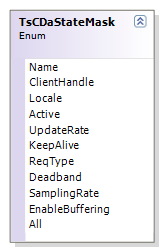 TsCDaStateMask
Enum
Name
ClientHandle
Locale
Active
UpdateRate
KeepAlive
ReqType
Deadband
SamplingRate
EnableBuffering
All